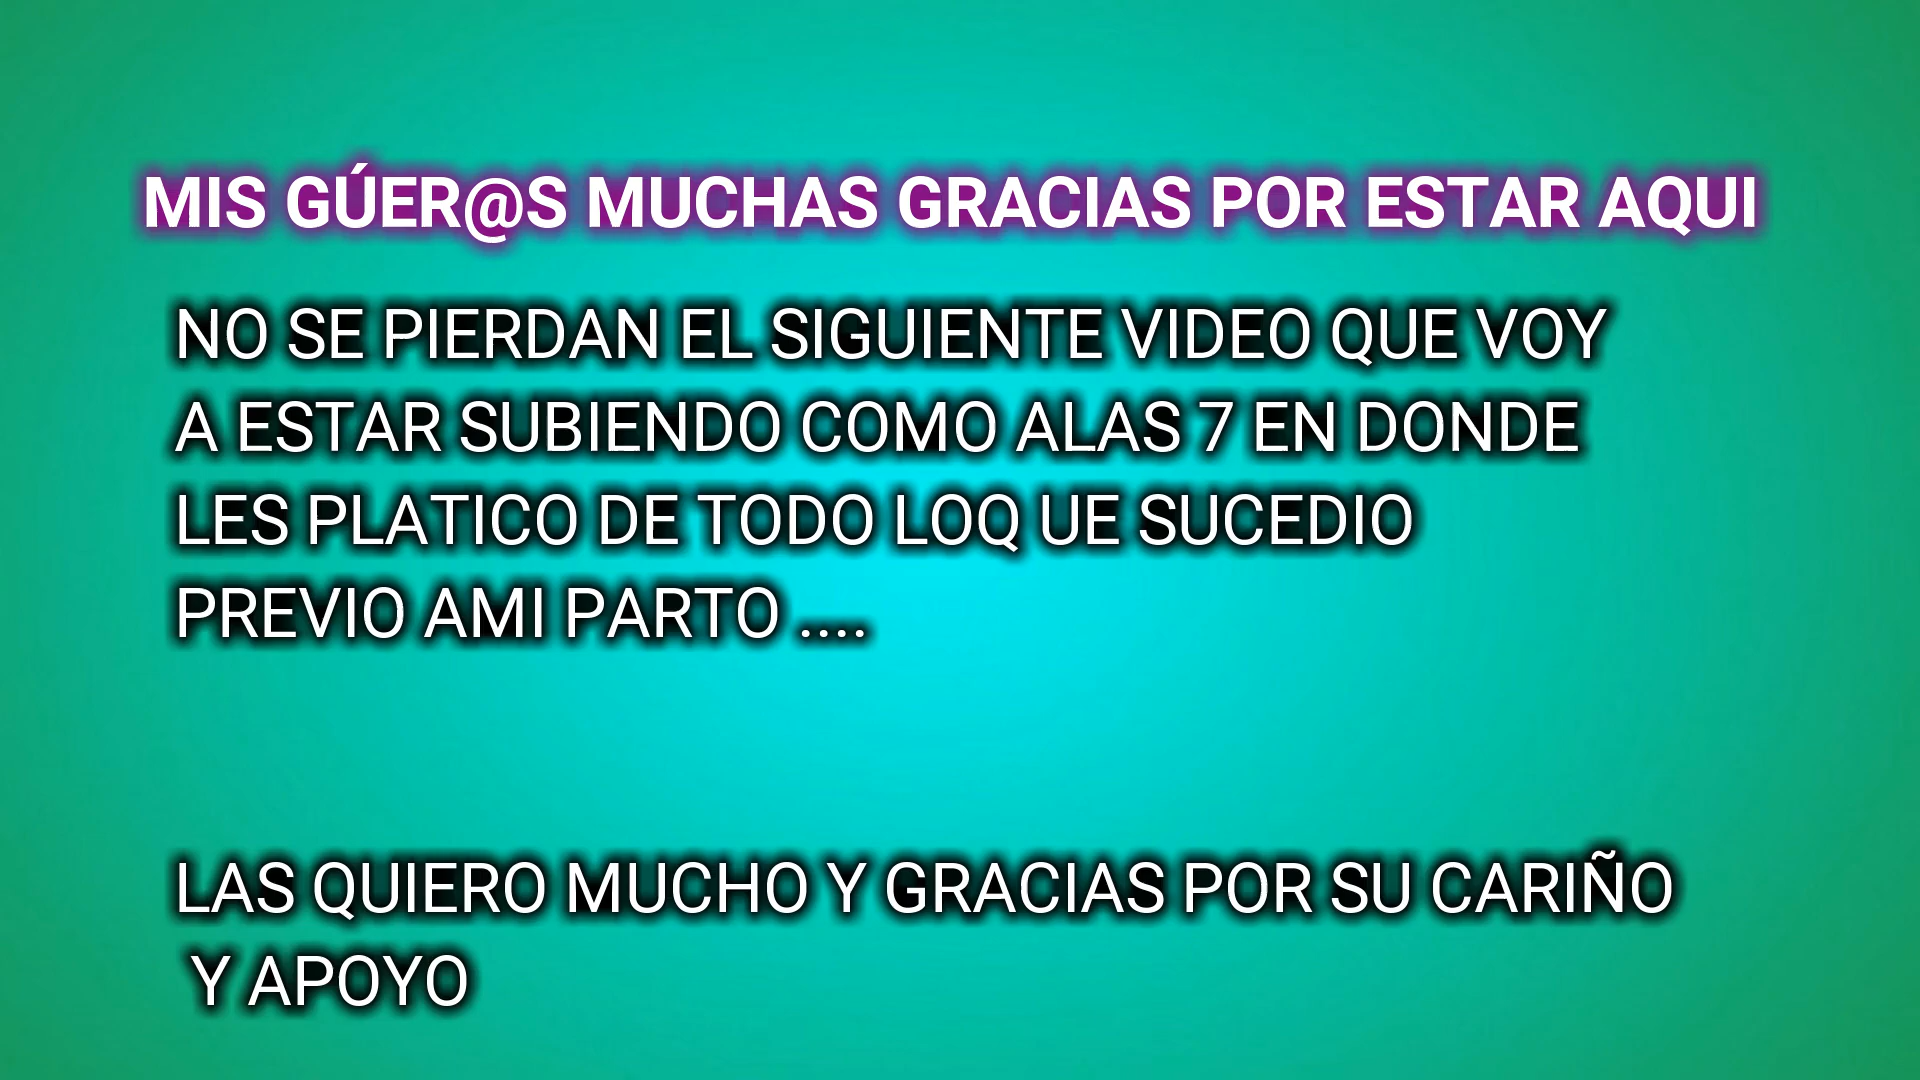 MIS GÚER@S MUCHAS GRACIAS POR ESTAR AQUI
NO SE PIERDAN EL SIGUIENTE VIDEO QUE VOY
A ESTAR SUBIENDO COMO ALAS 7 EN DONDE
LES PLATICO DE TODO LOQ UE SUCEDIO
PREVIO AMI PARTO ....
LAS QUIERO MUCHO Y GRACIAS POR SU CARIÑO
Y APOYO